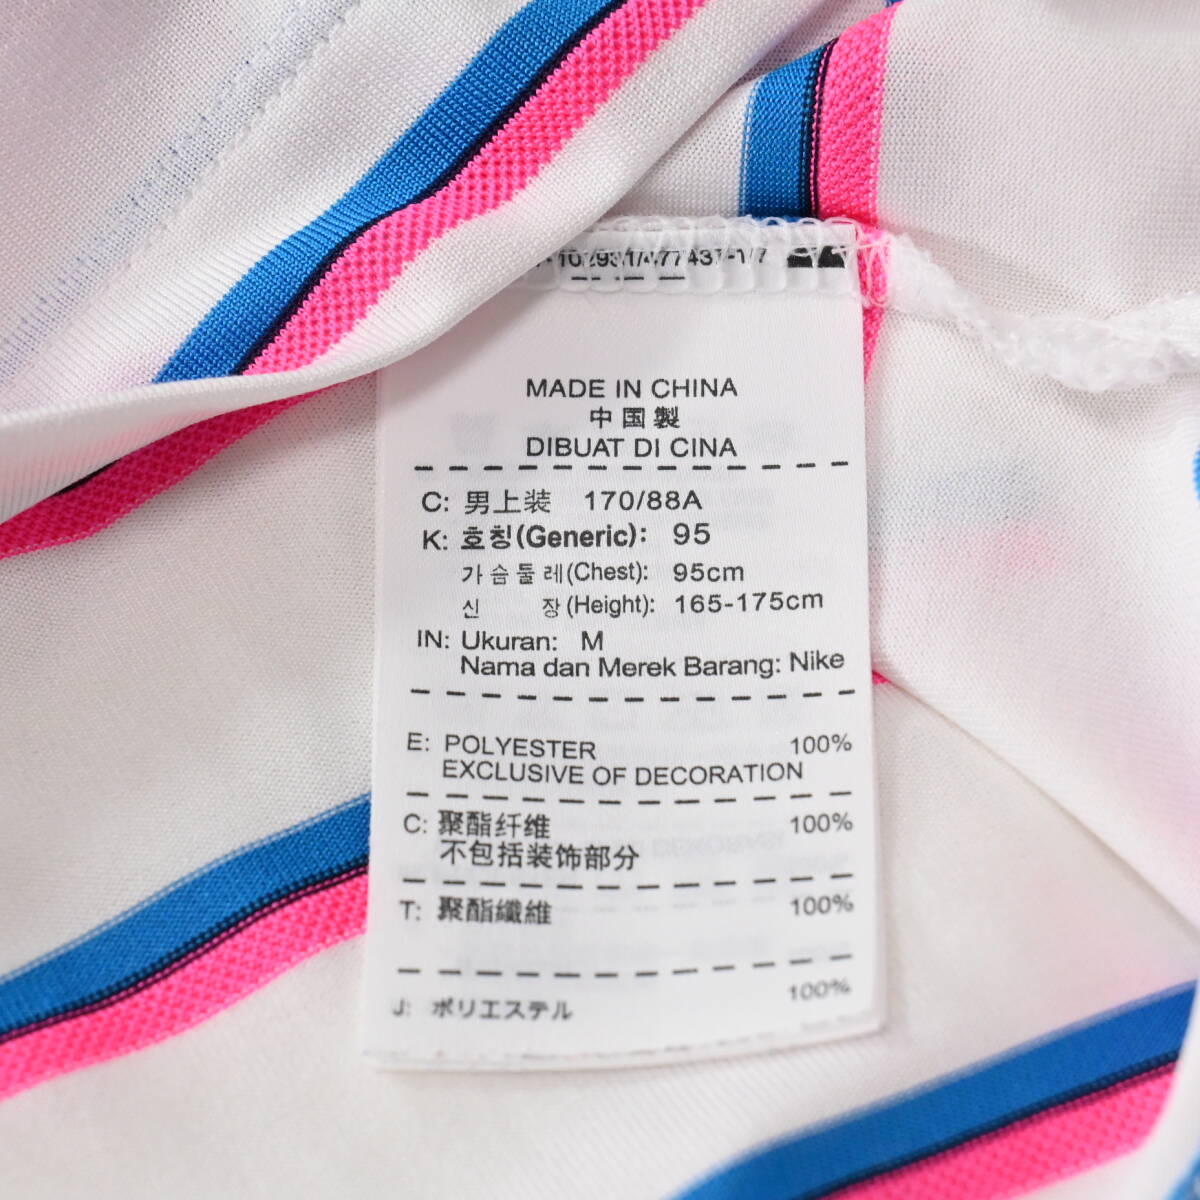 MADE IN CHINA
中国製
DIBUAT DI CINA
C: 男上装 170/88A
K: 호칭(Generic): 95
가슴둘레(Chest): 95cm
신 장(Height): 165-175cm
IN: Ukuran: M
Nama dan Merek Barang: Nike
E: POLYESTER 100%
EXCLUSIVE OF DECORATION
C: 聚酯纤维 100%
不包括装饰部分
T: 聚酯纖維 100%
J: ポリエステル 100%